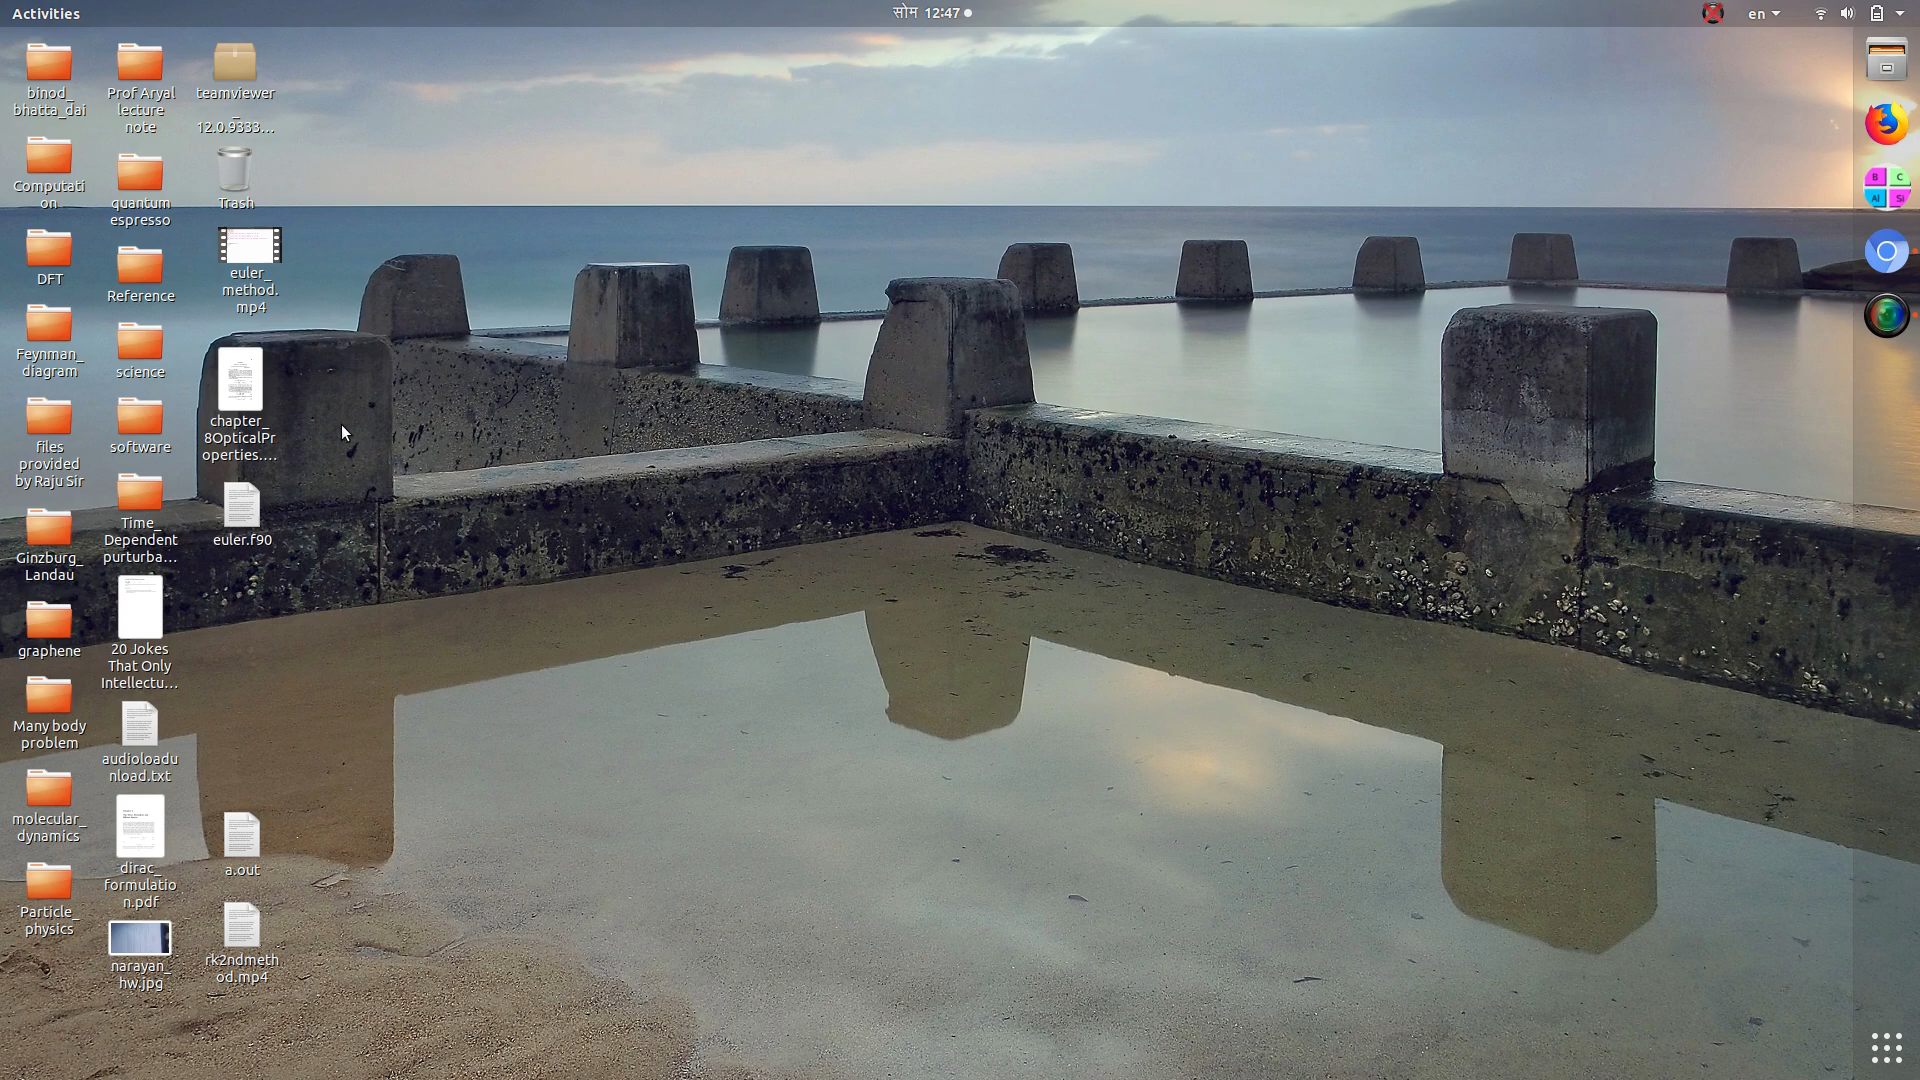 Activities
सोम 12:47
en
binod_
bhatta_dai
Computati
on
DFT
Feynman_
diagram
files
provided
by Raju Sir
Ginzburg_
Landau
graphene
Many body
problem
molecular_
dynamics
Particle_
physics
Prof Aryal
lecture
note
quantum
espresso
Reference
science
software
Time_
Dependent
purturba...
20 Jokes
That Only
Intellectu...
audioloadu
nload.txt
dirac_
formulatio
n.pdf
narayan_
hw.jpg
teamviewer
_
12.0.9333...
Trash
euler_
method.
mp4
chapter_
8OpticalPr
operties....
euler.f90
a.out
rk2ndmeth
od.mp4
B C
Al Si